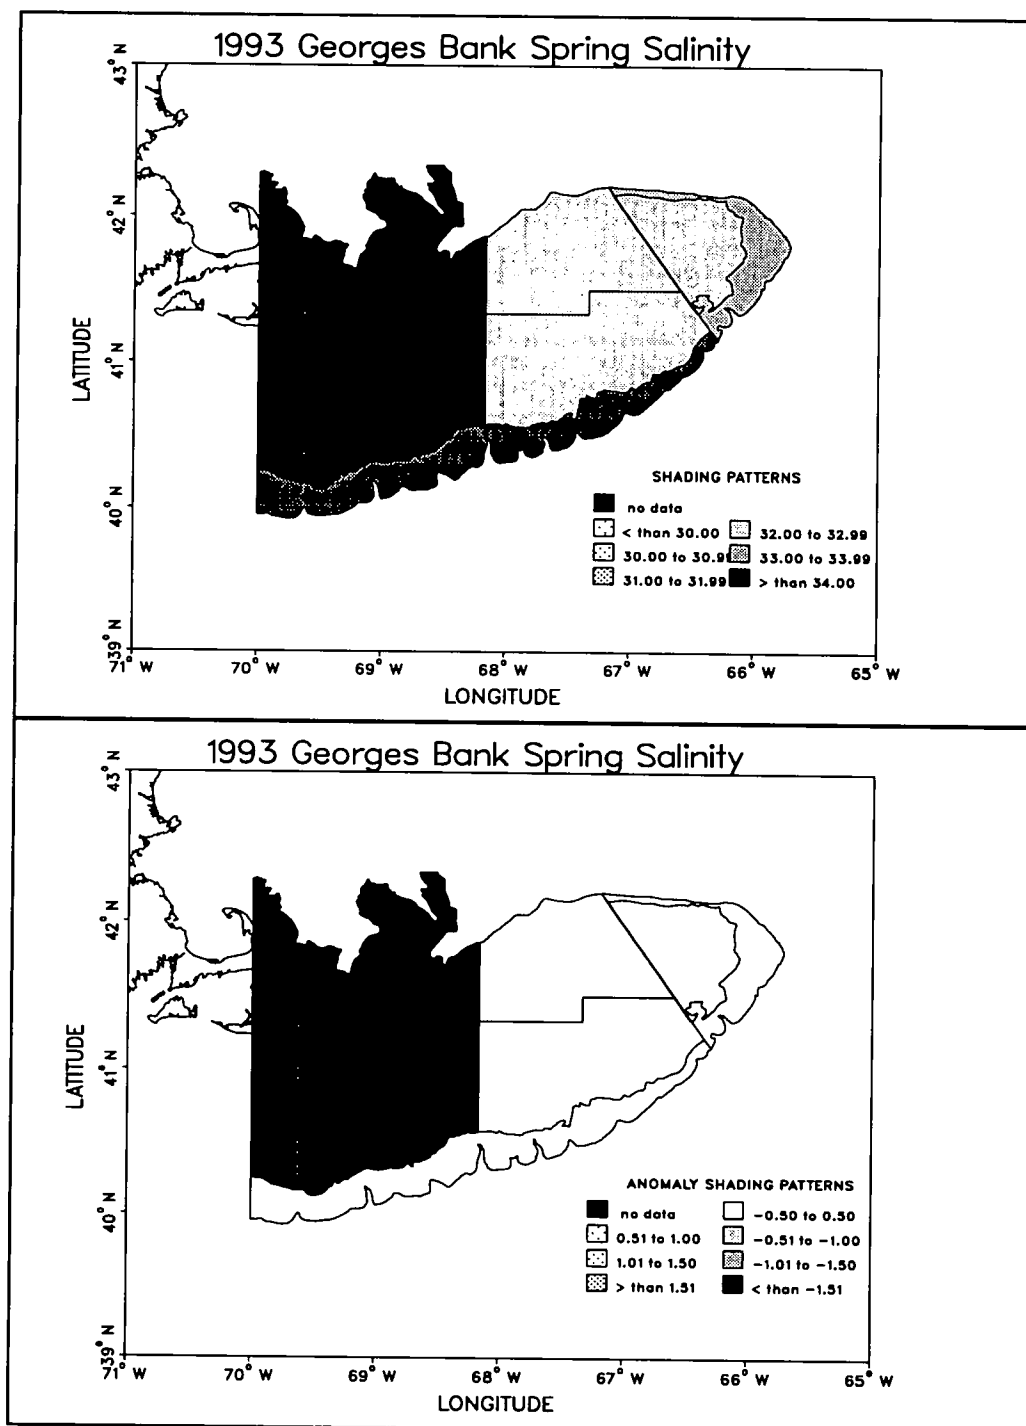 1993 Georges Bank Spring Salinity
43° N
42° N
41° N
40° N
39° N
LATITUDE
71° W 70° W 69° W 68° W 67° W 66° W 65° W
LONGITUDE
SHADING PATTERNS
no data
< than 30.00 32.00 to 32.99
30.00 to 30.99 33.00 to 33.99
31.00 to 31.99 > than 34.00
1993 Georges Bank Spring Salinity
43° N
42° N
41° N
40° N
39° N
LATITUDE
71° W 70° W 69° W 68° W 67° W 66° W 65° W
LONGITUDE
ANOMALY SHADING PATTERNS
no data -0.50 to 0.50
0.51 to 1.00 -0.51 to -1.00
1.01 to 1.50 -1.01 to -1.50
> than 1.51 < than -1.51